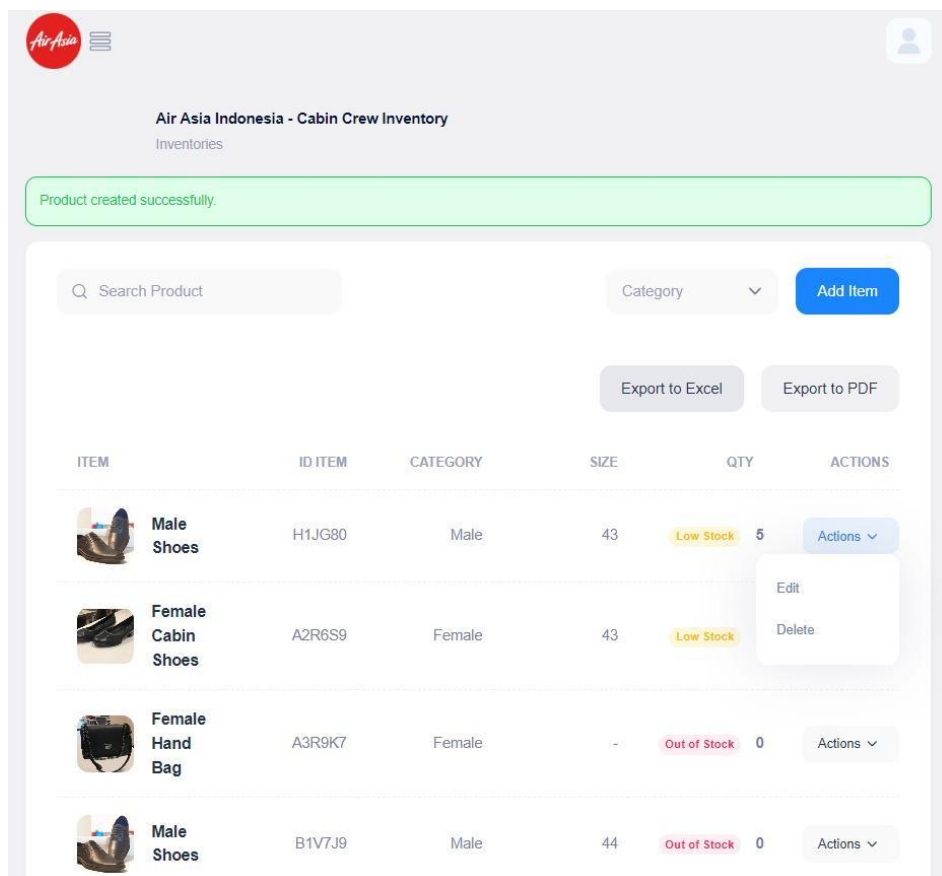 AirAsia
Air Asia Indonesia - Cabin Crew Inventory
Inventories
Product created successfully.
Search Product
Category
Add Item
Export to Excel
Export to PDF
ITEM ID ITEM CATEGORY SIZE QTY ACTIONS
Male
Shoes
H1JG80 Male 43 Low Stock 5 Actions
Edit
Delete
Female
Cabin
Shoes
A2R6S9 Female 43 Low Stock
Female
Hand
Bag
A3R9K7 Female - Out of Stock 0 Actions
Male
Shoes
B1V7J9 Male 44 Out of Stock 0 Actions